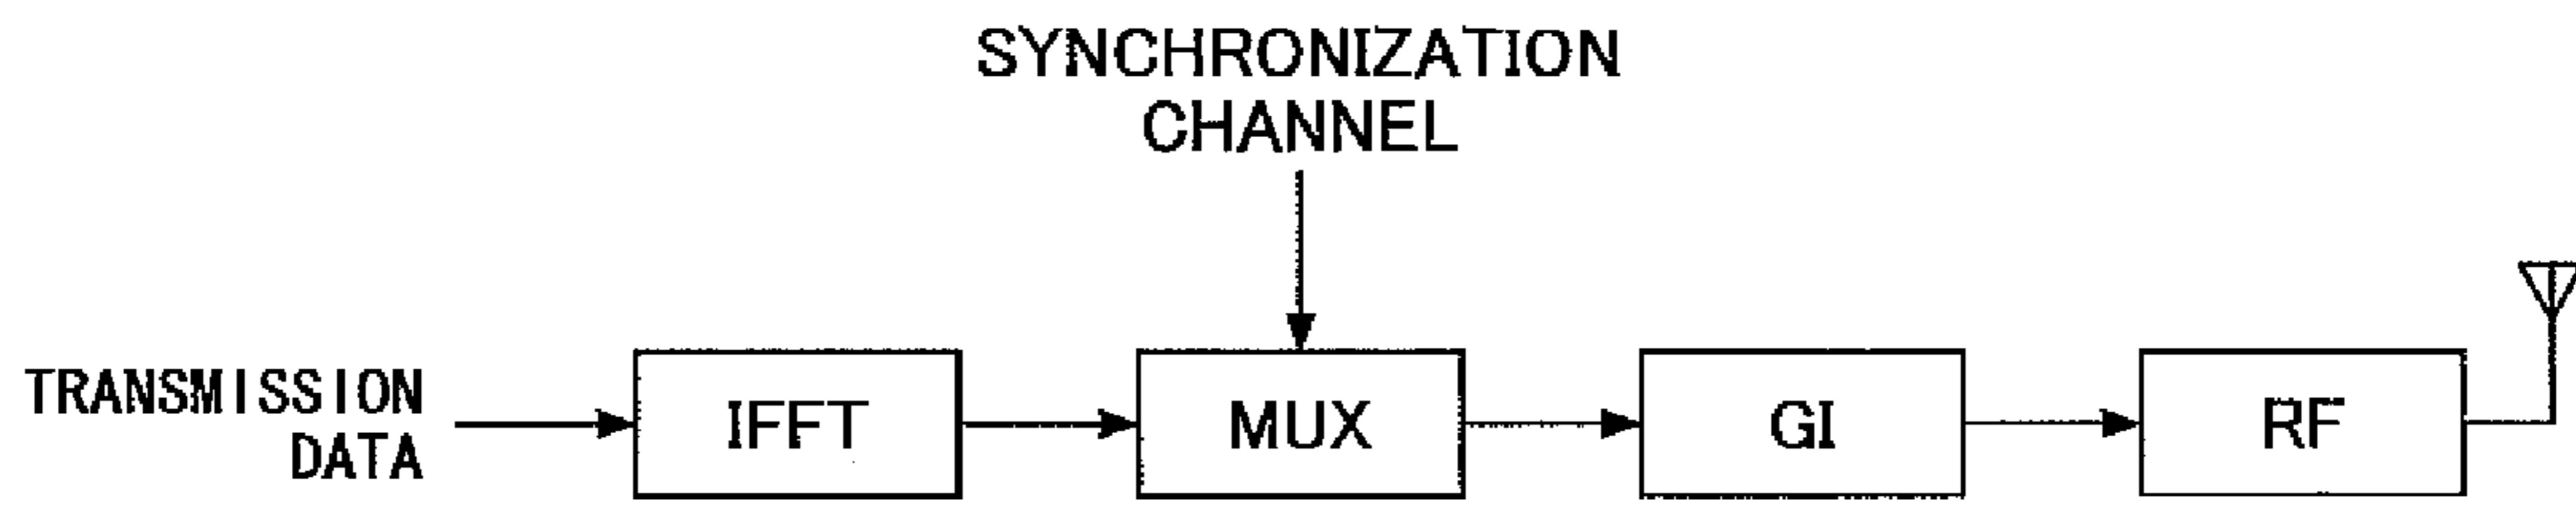 SYNCHRONIZATION
CHANNEL
TRANSMISSION
DATA
IFFT
MUX
GI
RF